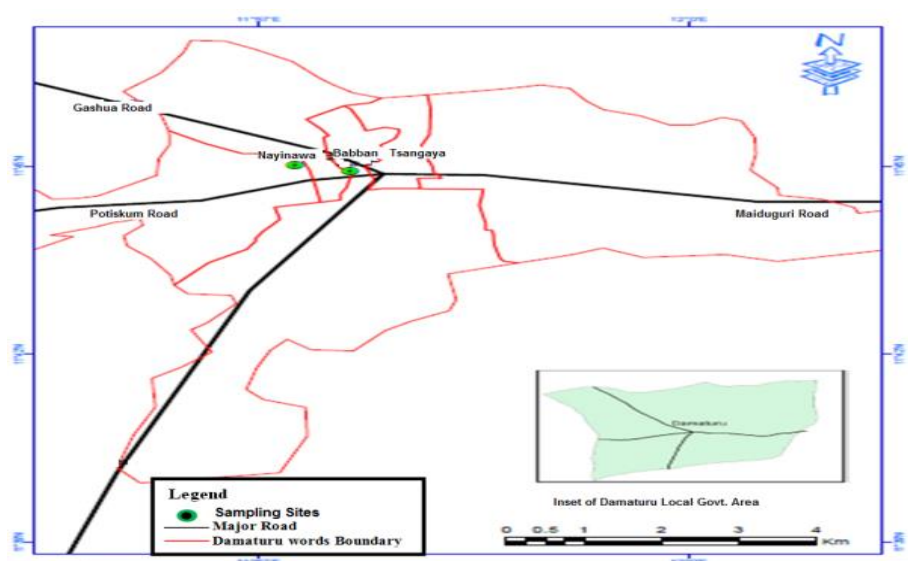 N
Gashua Road
Nayinawa
Babban Tsangaya
Potiskum Road
Maiduguri Road
Damaturu
Inset of Damaturu Local Govt. Area
Legend
Sampling Sites
Major Road
Damaturu words Boundary
0 0.5 1 2 3 4
Km